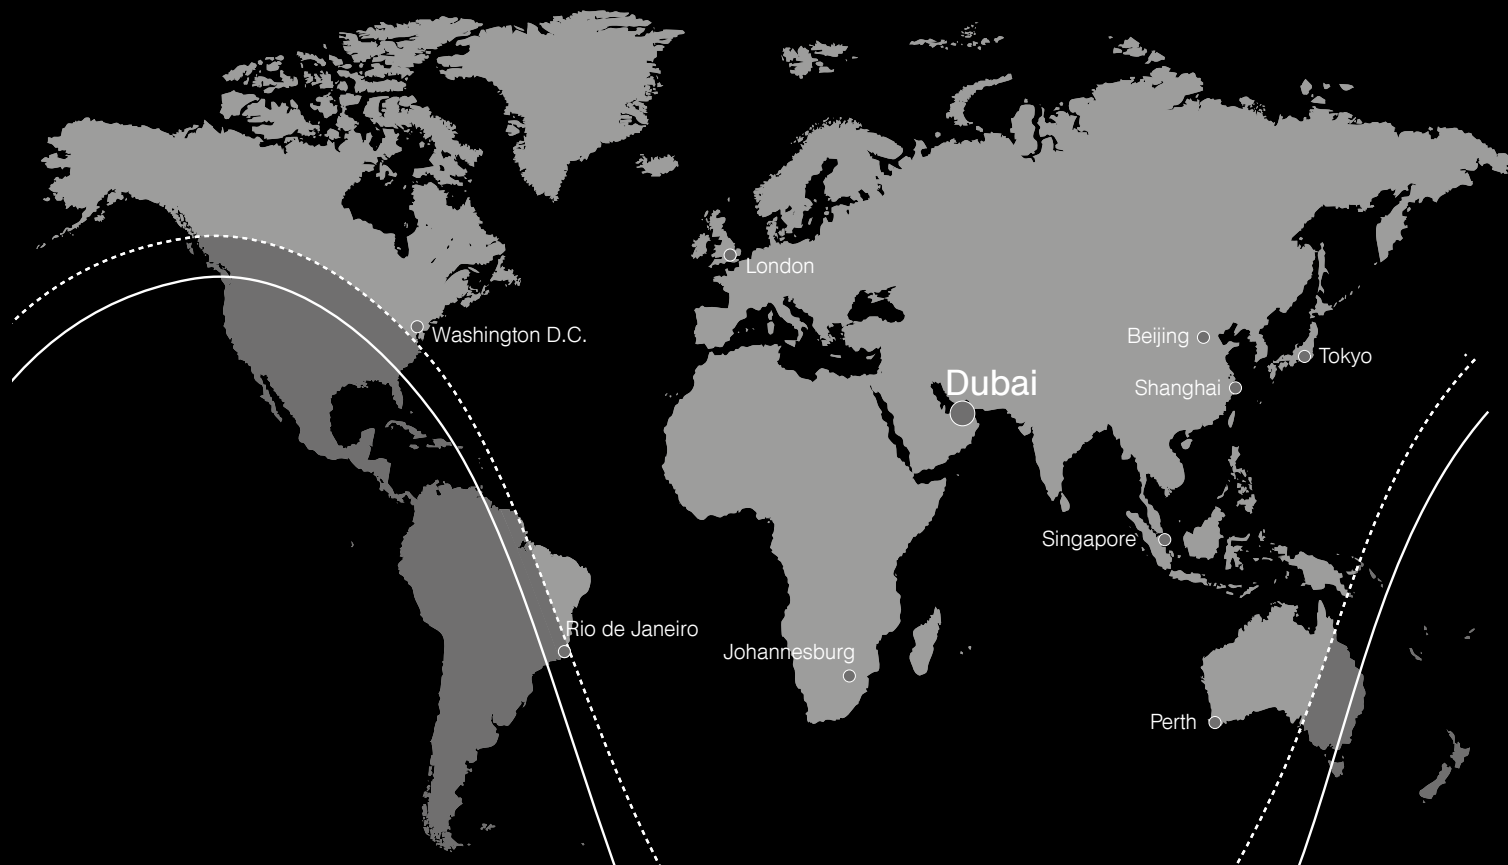 London
Washington D.C.
Beijing
Tokyo
Dubai
Shanghai
Singapore
Rio de Janeiro
Johannesburg
Perth